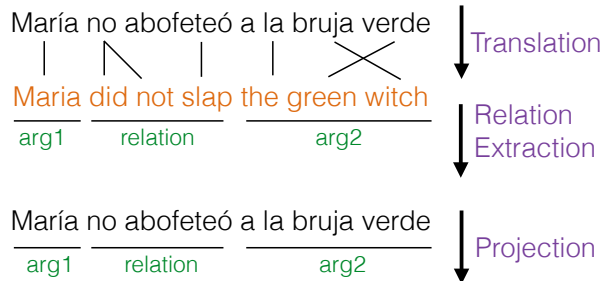 María no abofeteó a la bruja verde
Translation
Maria did not slap the green witch
arg1 relation arg2
Relation
Extraction
María no abofeteó a la bruja verde
arg1 relation arg2
Projection